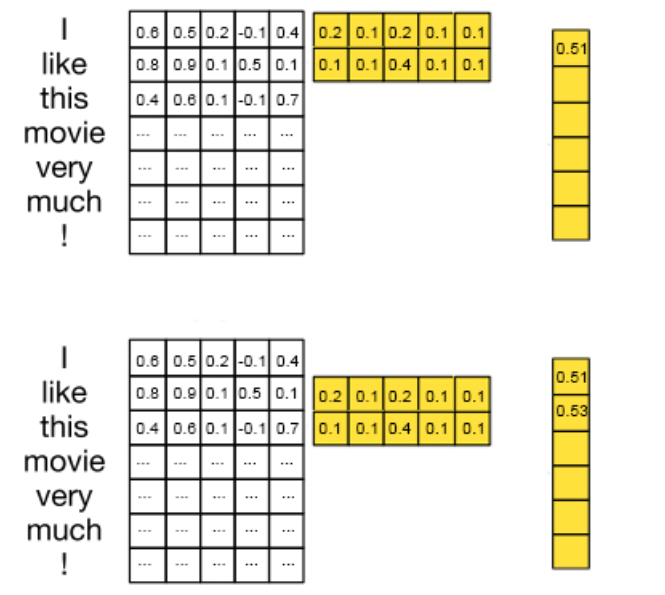 I 0.6 0.5 0.2 -0.1 0.4 0.2 0.1 0.2 0.1 0.1 0.51
like 0.8 0.9 0.1 0.5 0.1 0.1 0.1 0.4 0.1 0.1
this 0.4 0.6 0.1 -0.1 0.7
movie ... ... ... ... ...
very ... ... ... ... ...
much ... ... ... ... ...
! ... ... ... ... ...
I 0.6 0.5 0.2 -0.1 0.4 0.51
like 0.8 0.9 0.1 0.5 0.1 0.2 0.1 0.2 0.1 0.1 0.53
this 0.4 0.6 0.1 -0.1 0.7 0.1 0.1 0.4 0.1 0.1
movie ... ... ... ... ...
very ... ... ... ... ...
much ... ... ... ... ...
! ... ... ... ... ...